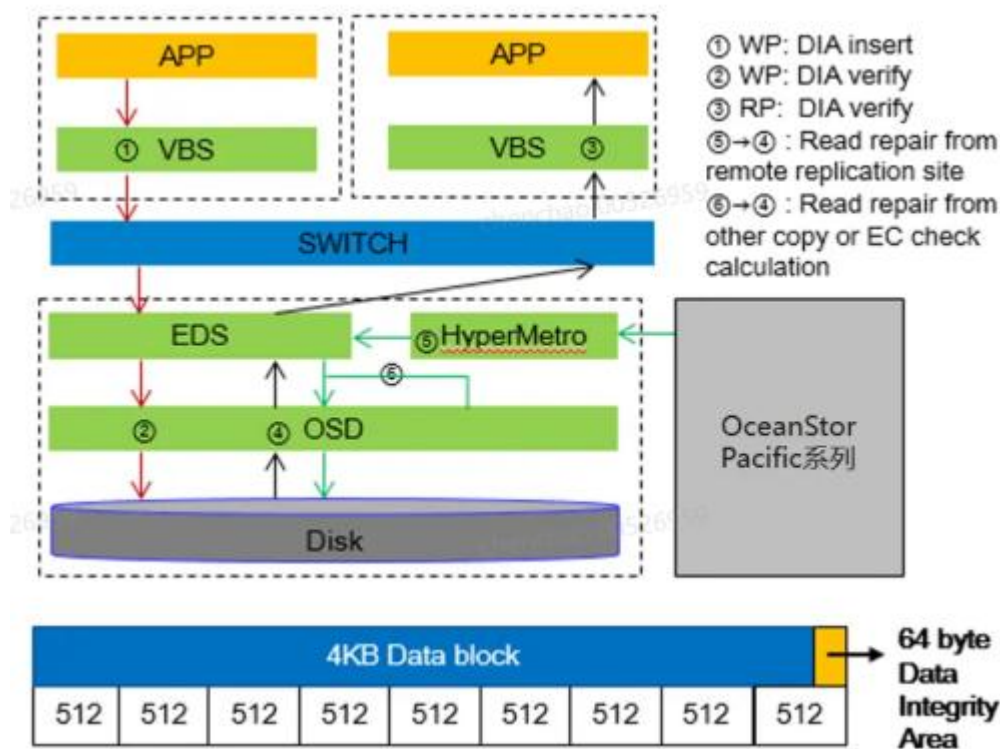 APP
APP
① VBS
VBS ③
SWITCH
EDS
⑤ HyperMetro
⑥
② ④ OSD
Disk
① WP: DIA insert
② WP: DIA verify
③ RP: DIA verify
⑤→④ : Read repair from
remote replication site
⑥→④ : Read repair from
other copy or EC check
calculation
OceanStor
Pacific系列
4KB Data block
512 512 512 512 512 512 512 512 512
64 byte
Data
Integrity
Area